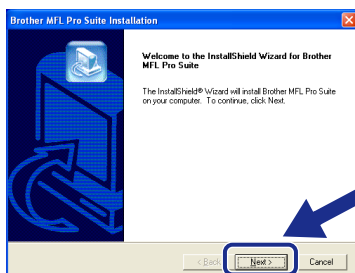 Brother MFL Pro Suite Installation
Welcome to the InstallShield Wizard for Brother
MFL Pro Suite
The InstallShield® Wizard will install Brother MFL Pro Suite
on your computer. To continue, click Next.
< Back
Next >
Cancel